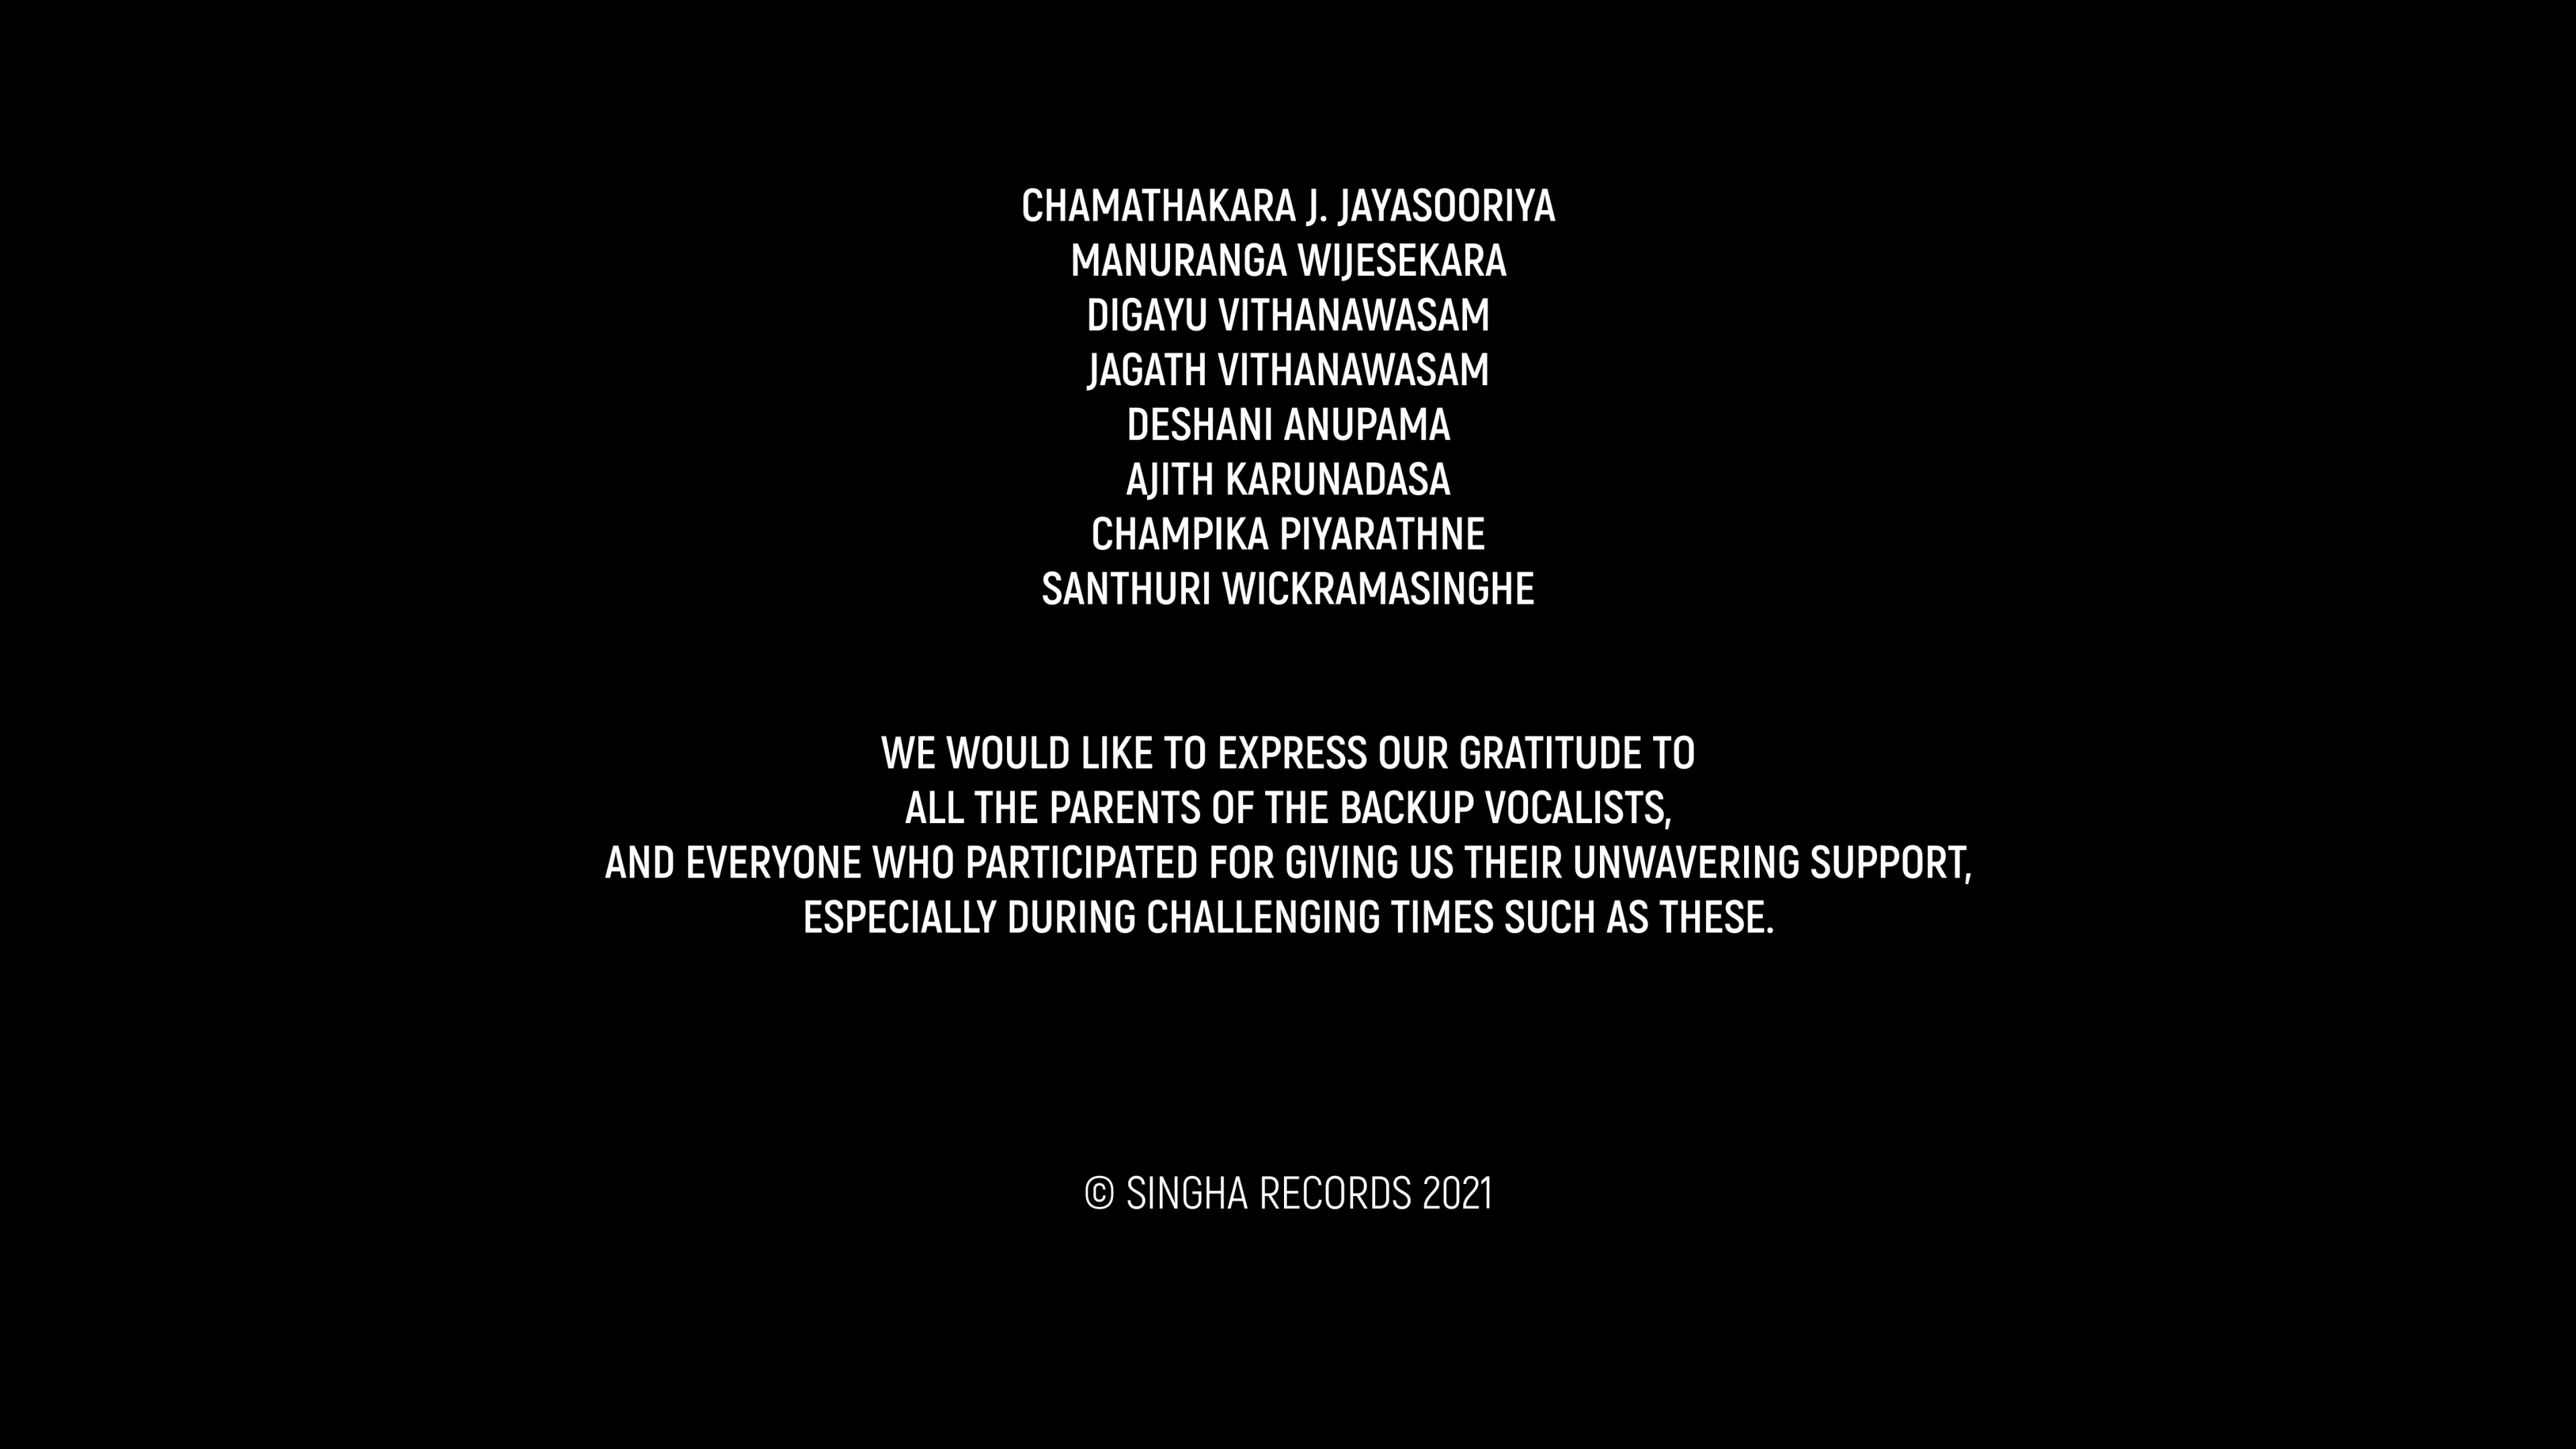 CHAMATHAKARA J. JAYASOORIYA
MANURANGA WIJESEKARA
DIGAYU VITHANAWASAM
JAGATH VITHANAWASAM
DESHANI ANUPAMA
AJITH KARUNADASA
CHAMPIKA PIYARATHNE
SANTHURI WICKRAMASINGHE
WE WOULD LIKE TO EXPRESS OUR GRATITUDE TO
ALL THE PARENTS OF THE BACKUP VOCALISTS,
AND EVERYONE WHO PARTICIPATED FOR GIVING US THEIR UNWAVERING SUPPORT,
ESPECIALLY DURING CHALLENGING TIMES SUCH AS THESE.
© SINGHA RECORDS 2021